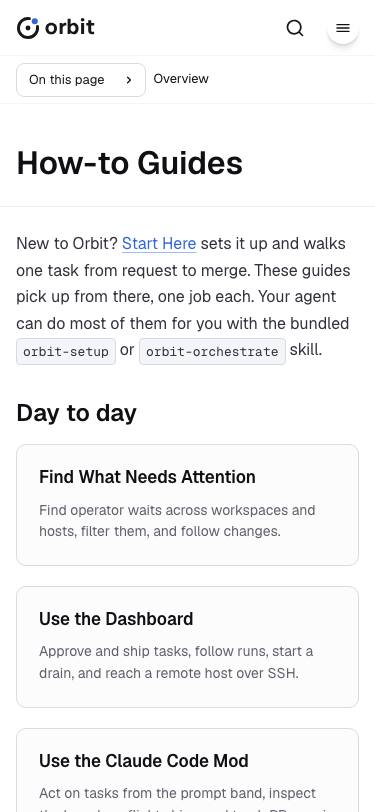 orbit
On this page
Overview
How-to Guides
New to Orbit? Start Here sets it up and walks
one task from request to merge. These guides
pick up from there, one job each. Your agent
can do most of them for you with the bundled
orbit-setup or orbit-orchestrate skill.
Day to day
Find What Needs Attention
Find operator waits across workspaces and
hosts, filter them, and follow changes.
Use the Dashboard
Approve and ship tasks, follow runs, start a
drain, and reach a remote host over SSH.
Use the Claude Code Mod
Act on tasks from the prompt band, inspect